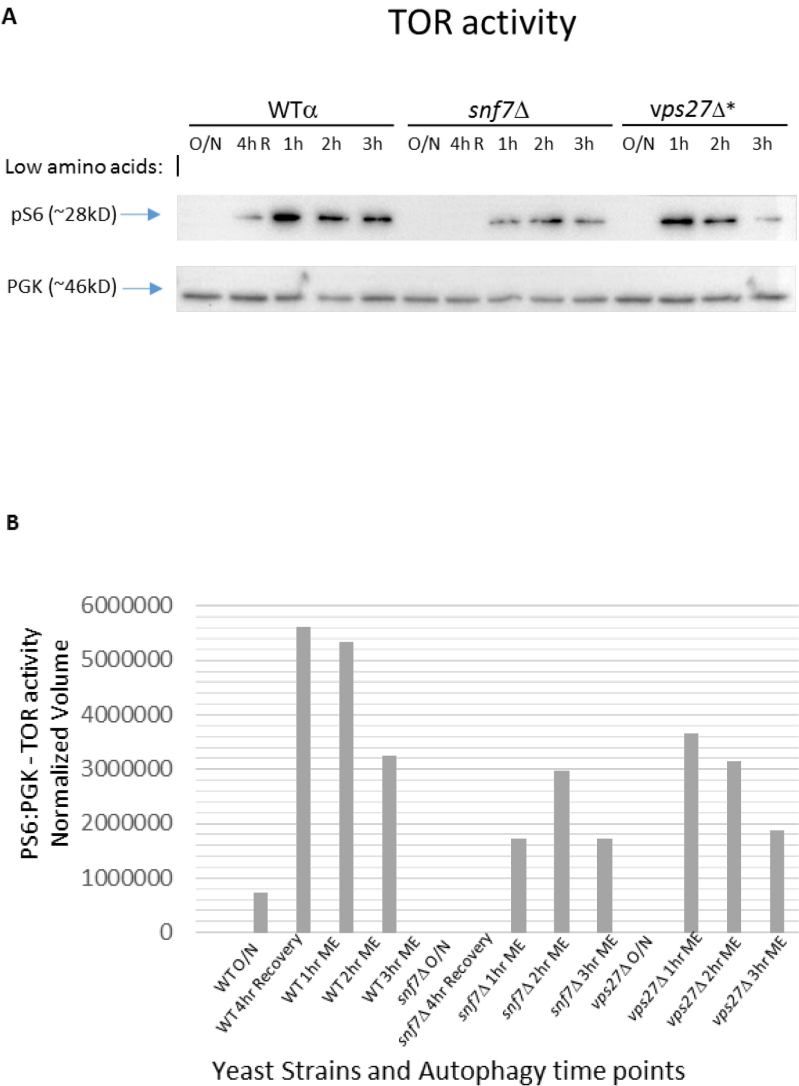 A
TOR activity
WTα snf7Δ vps27Δ*
O/N 4h R 1h 2h 3h O/N 4h R 1h 2h 3h O/N 1h 2h 3h
Low amino acids:
pS6 (~28kD)
PGK (~46kD)
B
PS6:PGK - TOR activity
Normalized Volume
6000000
5000000
4000000
3000000
2000000
1000000
0
WT O/N
WT 4hr Recovery
WT 1hr ME
WT 2hr ME
WT 3hr ME
snf7Δ O/N
snf7Δ 4hr Recovery
snf7Δ 1hr ME
snf7Δ 2hr ME
snf7Δ 3hr ME
vps27Δ O/N
vps27Δ 1hr ME
vps27Δ 2hr ME
vps27Δ 3hr ME
Yeast Strains and Autophagy time points